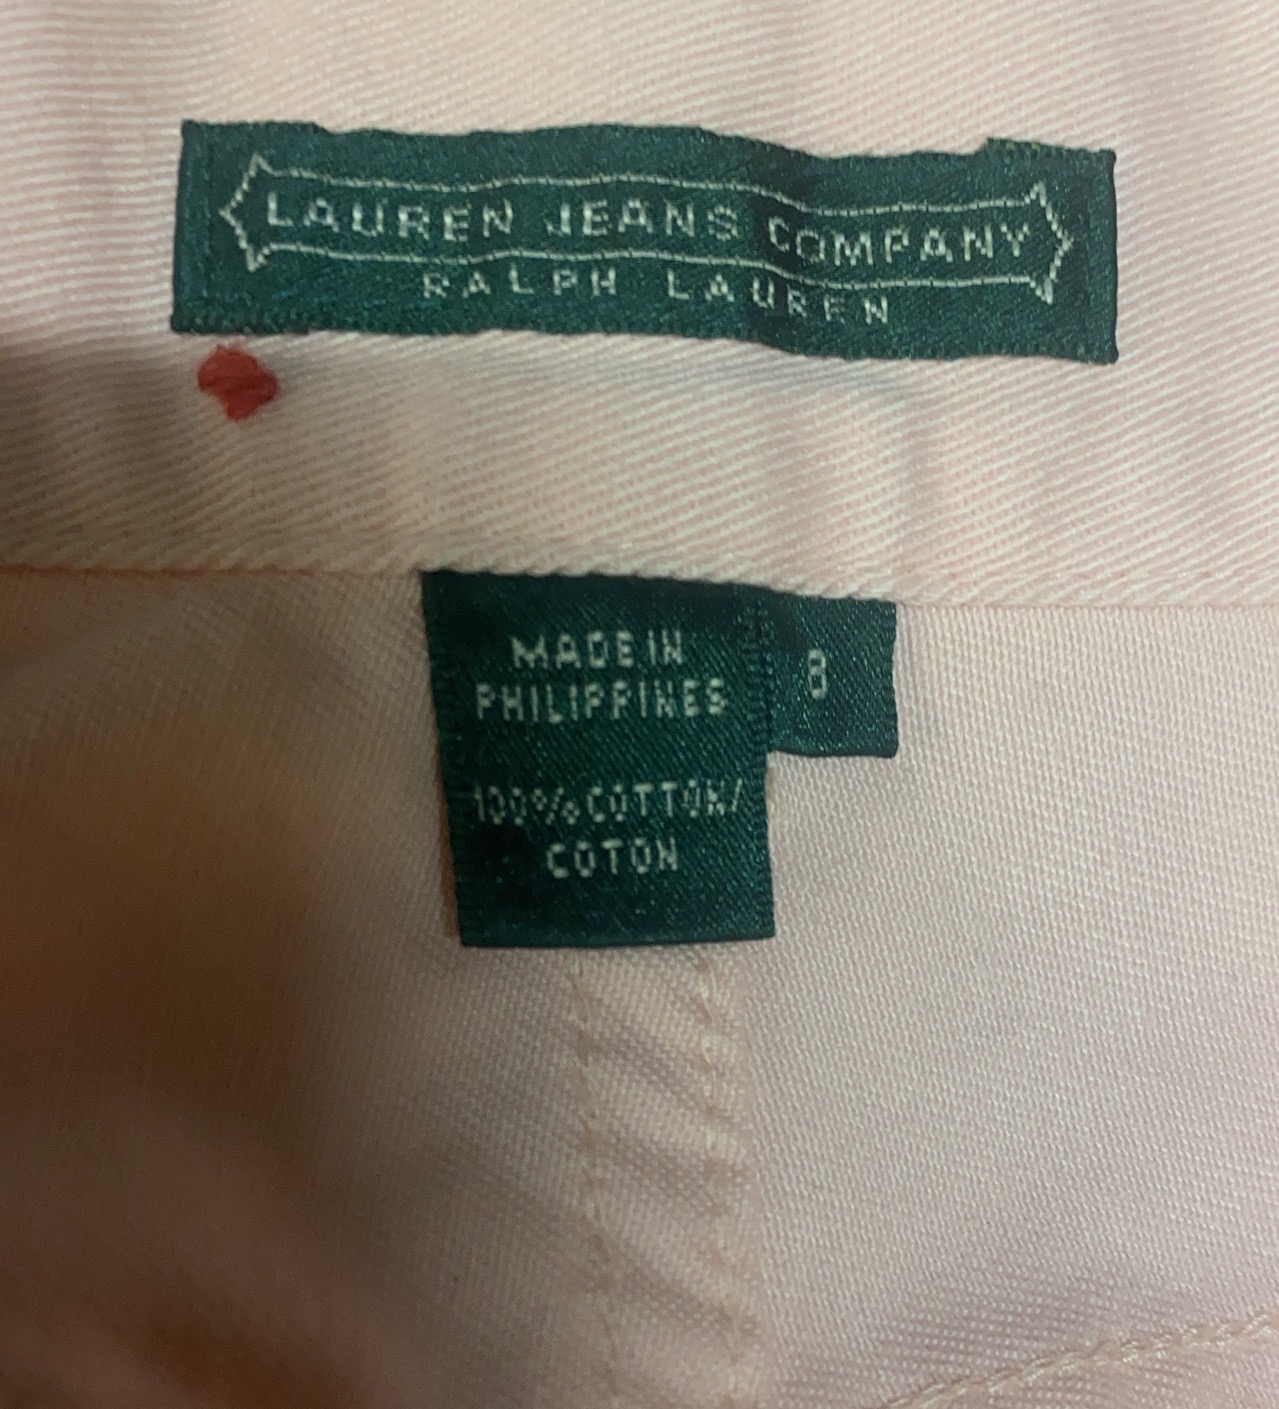 LAUREN JEANS COMPANY
RALPH LAUREN
MADE IN
PHILIPPINES
8
100% COTTON/
COTON